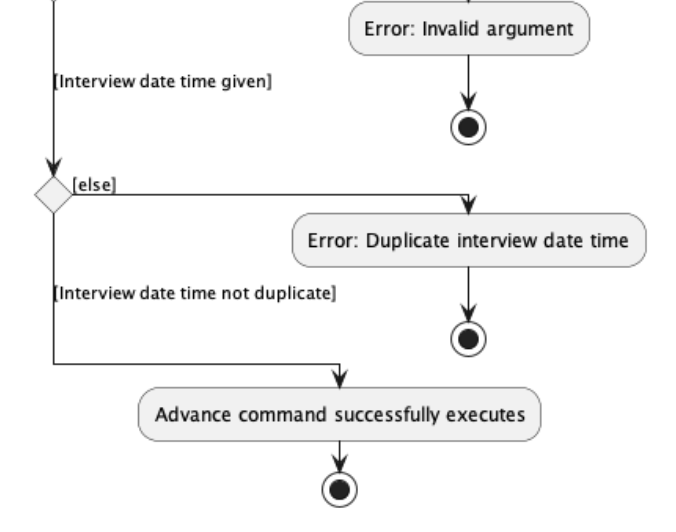 Error: Invalid argument
[Interview date time given]
[else]
Error: Duplicate interview date time
[Interview date time not duplicate]
Advance command successfully executes